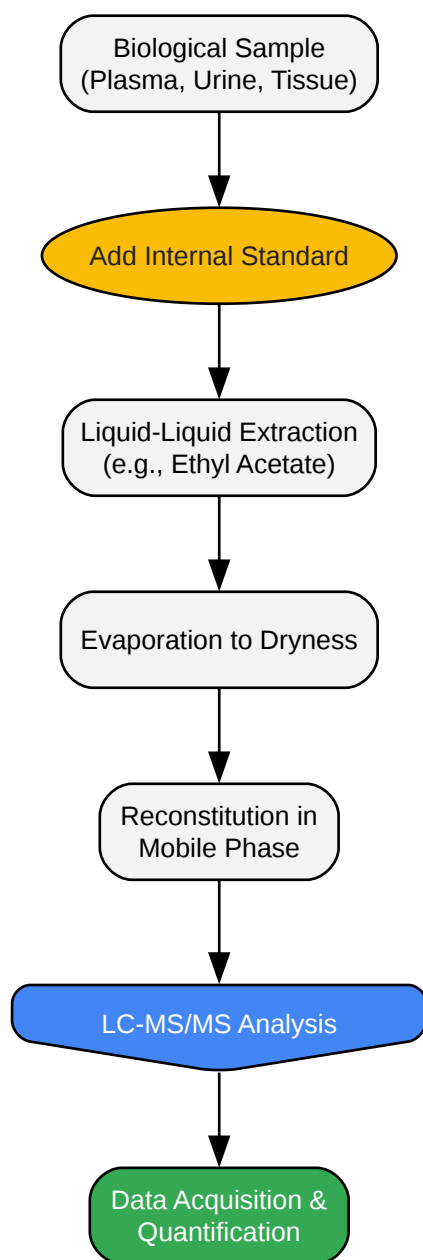 Biological Sample
(Plasma, Urine, Tissue)
Add Internal Standard
Liquid-Liquid Extraction
(e.g., Ethyl Acetate)
Evaporation to Dryness
Reconstitution in
Mobile Phase
LC-MS/MS Analysis
Data Acquisition &
Quantification